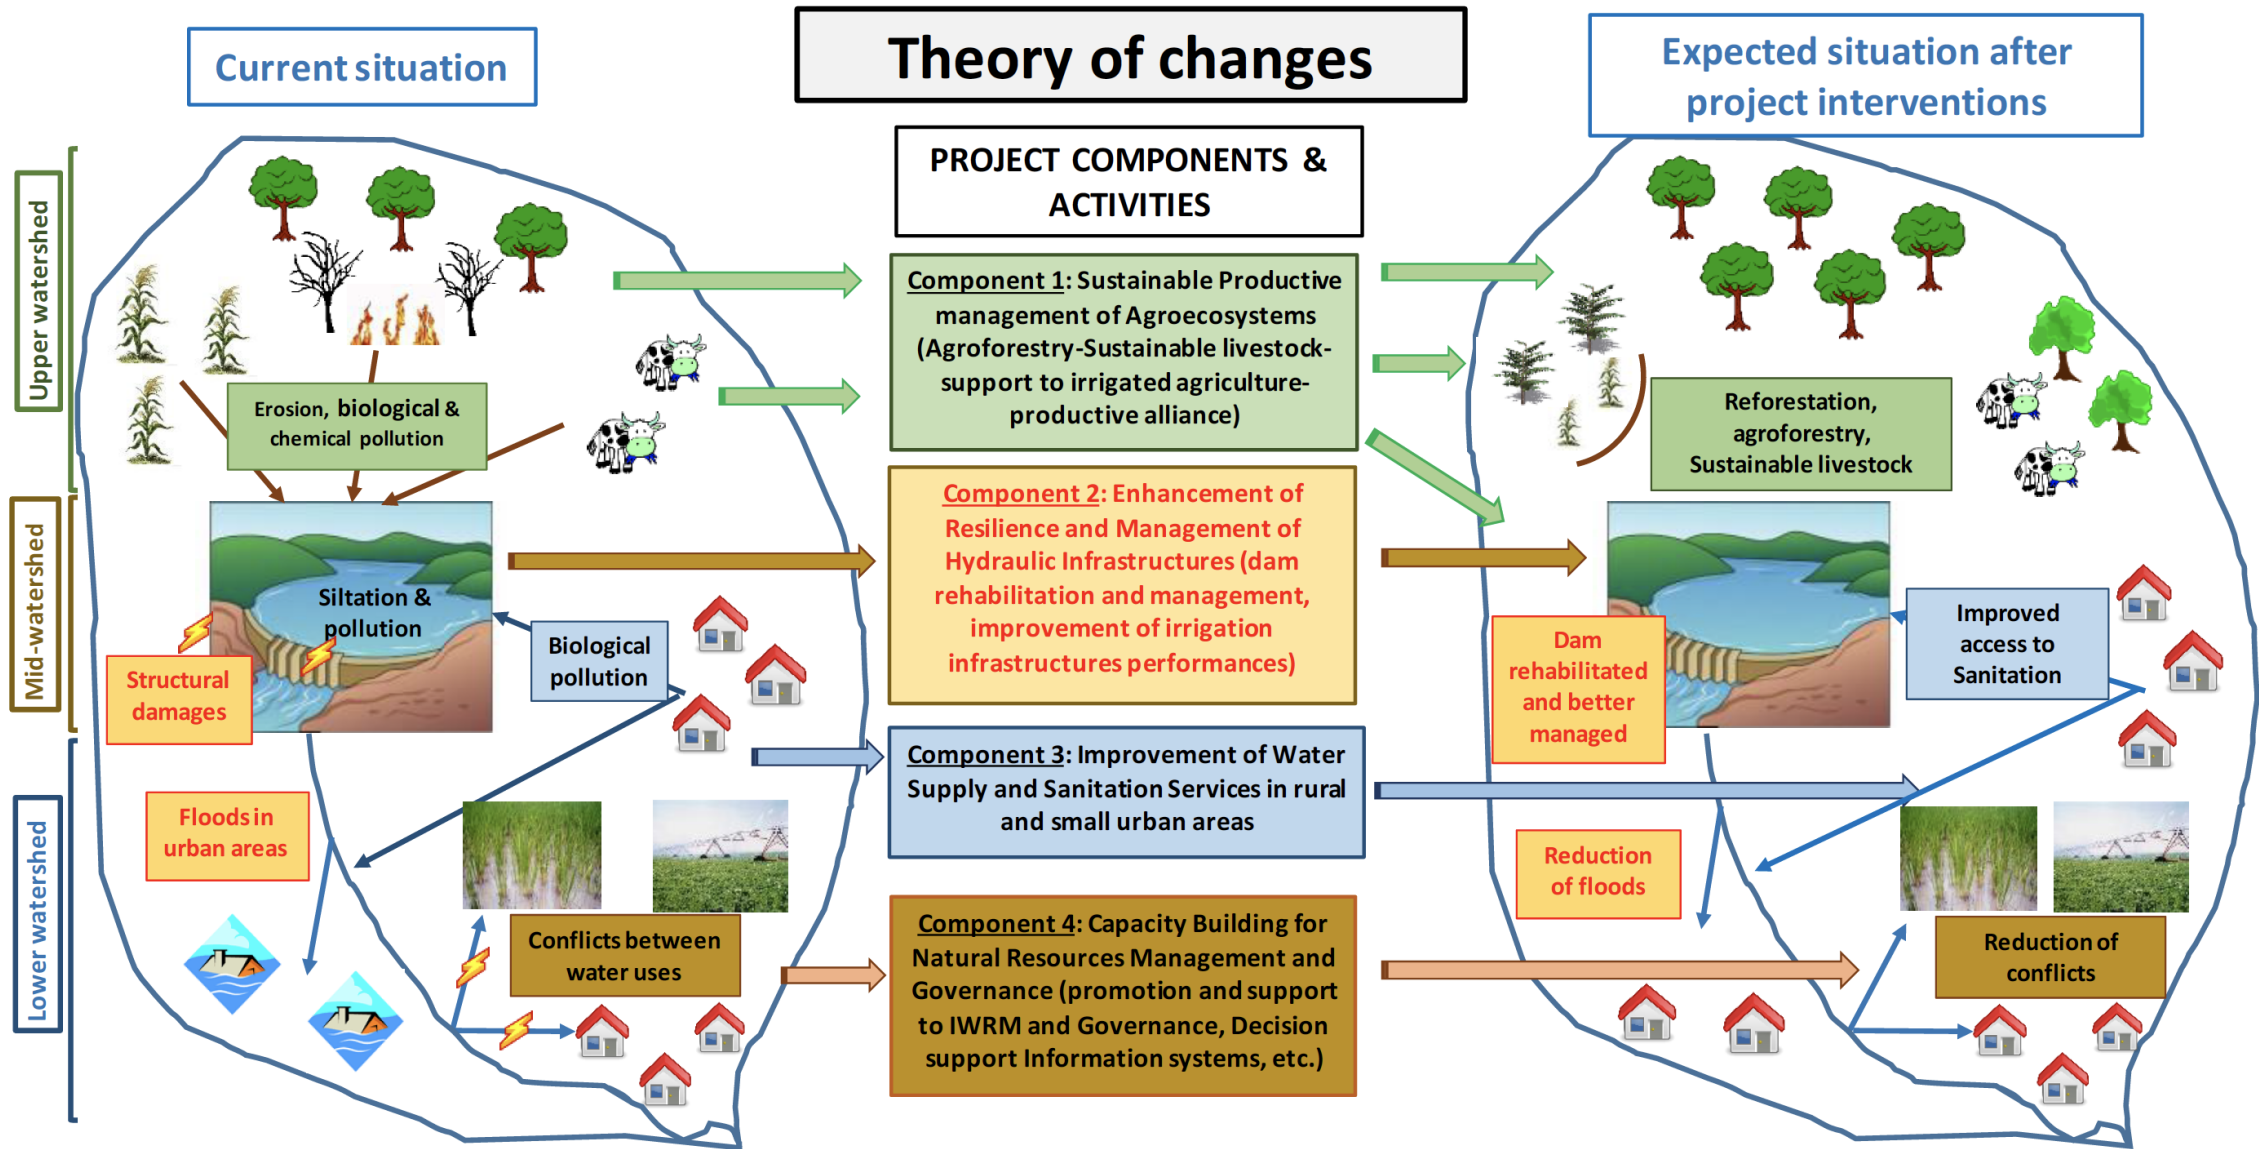 Theory of changes
Current situation
Expected situation after
project interventions
PROJECT COMPONENTS &
ACTIVITIES
Upper watershed
Mid-watershed
Lower watershed
Erosion, biological &
chemical pollution
Siltation &
pollution
Structural
damages
Biological
pollution
Floods in
urban areas
Conflicts between
water uses
Component 1: Sustainable Productive
management of Agroecosystems
(Agroforestry-Sustainable livestock-
support to irrigated agriculture-
productive alliance)
Component 2: Enhancement of
Resilience and Management of
Hydraulic Infrastructures (dam
rehabilitation and management,
improvement of irrigation
infrastructures performances)
Component 3: Improvement of Water
Supply and Sanitation Services in rural
and small urban areas
Component 4: Capacity Building for
Natural Resources Management and
Governance (promotion and support
to IWRM and Governance, Decision
support Information systems, etc.)
Reforestation,
agroforestry,
Sustainable livestock
Dam
rehabilitated
and better
managed
Improved
access to
Sanitation
Reduction
of floods
Reduction of
conflicts